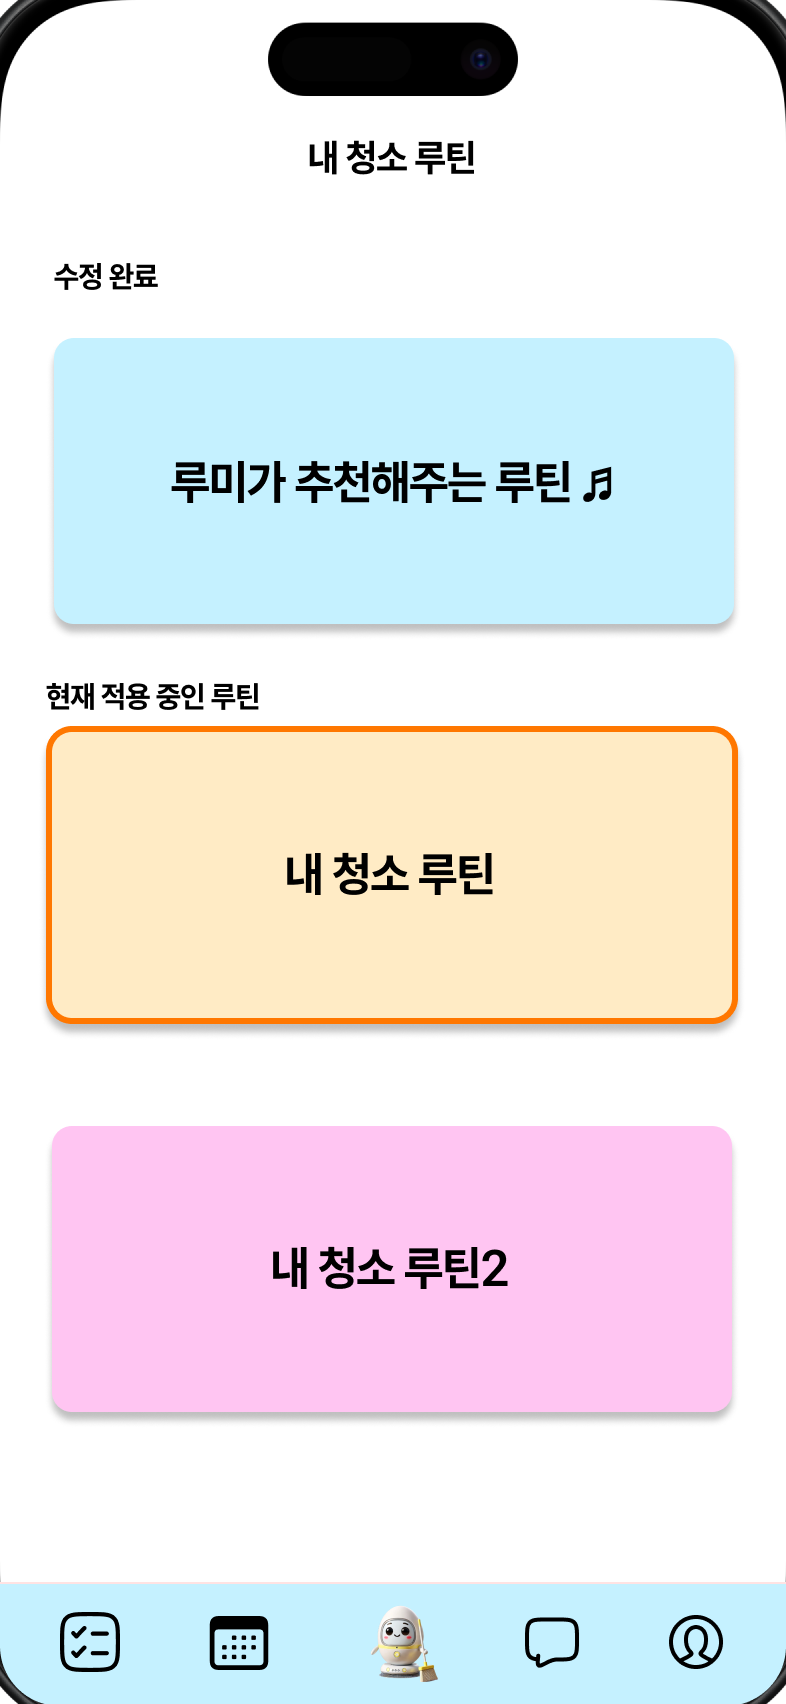 내 청소 루틴
수정 완료
루미가 추천해주는 루틴 ♬
현재 적용 중인 루틴
내 청소 루틴
내 청소 루틴2